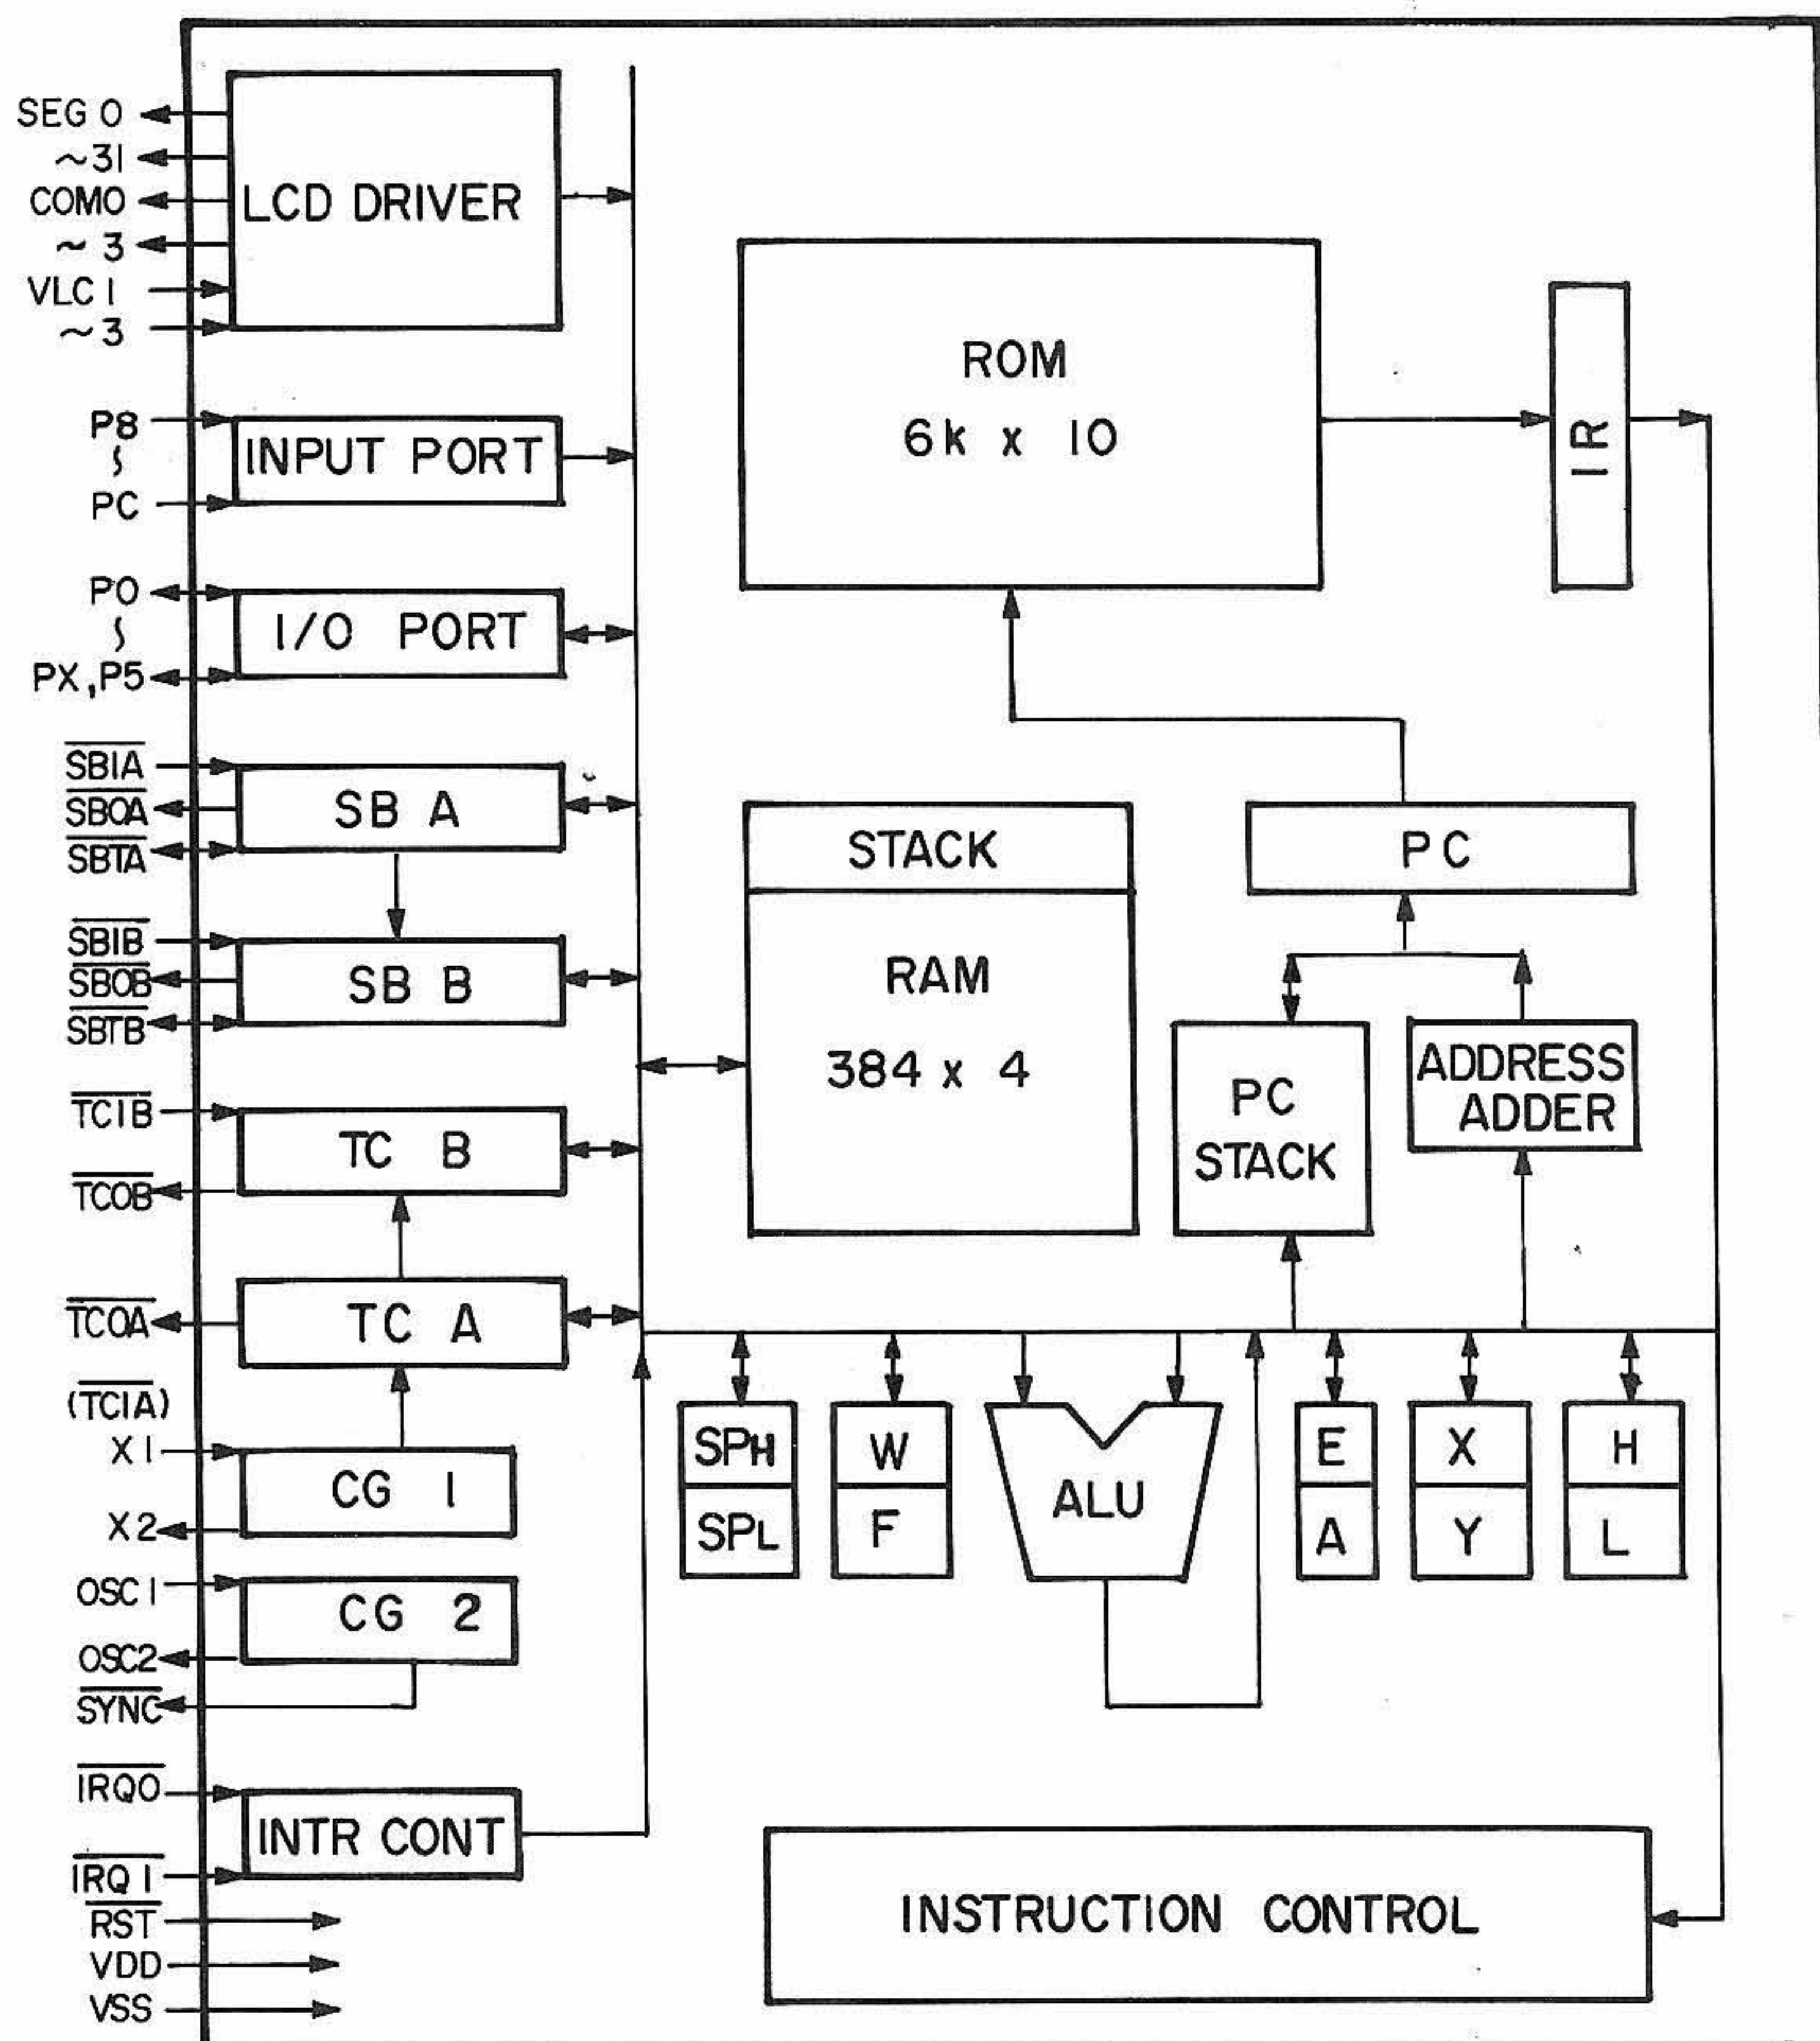 SEG 0
~31
COM0
~ 3
VLC 1
~3
LCD DRIVER
P8
~
PC
INPUT PORT
P0
~
PX,P5
I/O PORT
SBIA
SBOA
SBTA
SB A
SBIB
SBOB
SBTB
SB B
TCIB
TCOB
TC B
TCOA
TC A
(TCIA)
X1
X2
CG 1
OSC1
OSC2
SYNC
CG 2
IRQ0
IRQ1
INTR CONT
RST
VDD
VSS
ROM
6k x 10
IR
STACK
RAM
384 x 4
PC
PC
STACK
ADDRESS
ADDER
SPH
SPL
W
F
ALU
E
A
X
Y
H
L
INSTRUCTION CONTROL